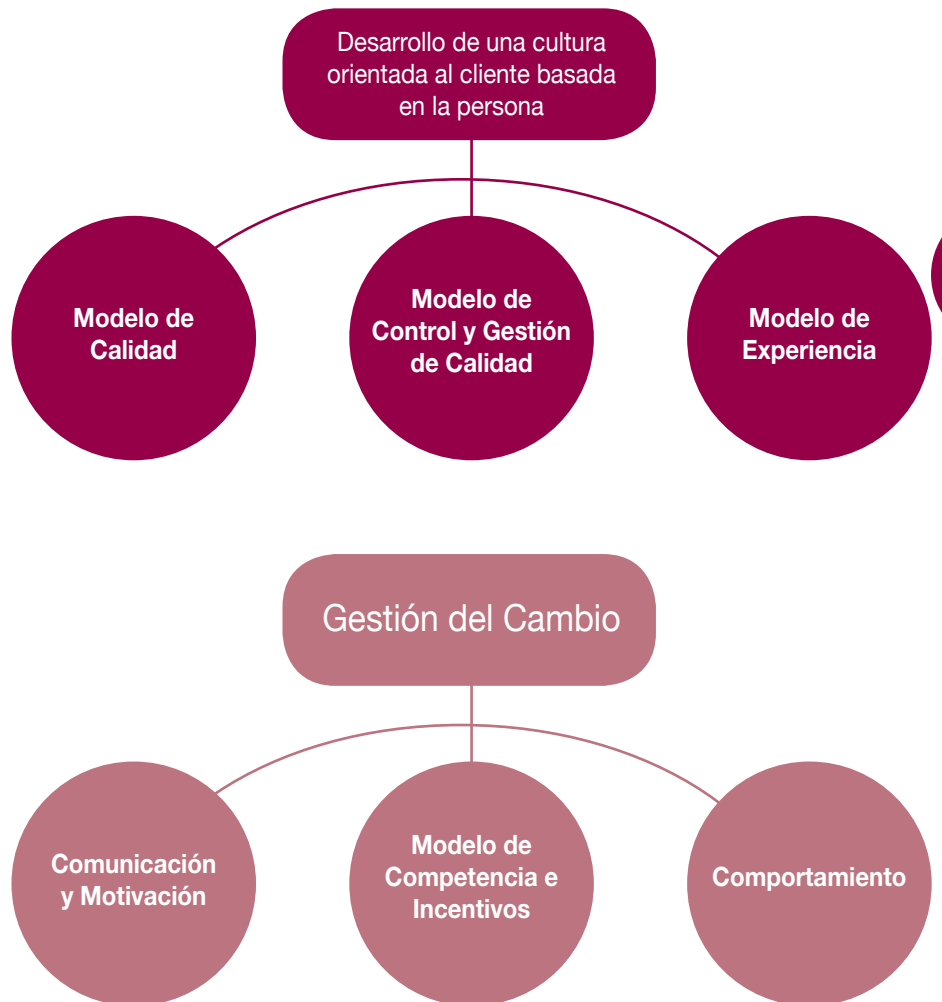 Desarrollo de una cultura
orientada al cliente basada
en la persona
Modelo de
Calidad
Modelo de
Control y Gestión
de Calidad
Modelo de
Experiencia
Gestión del Cambio
Comunicación
y Motivación
Modelo de
Competencia e
Incentivos
Comportamiento